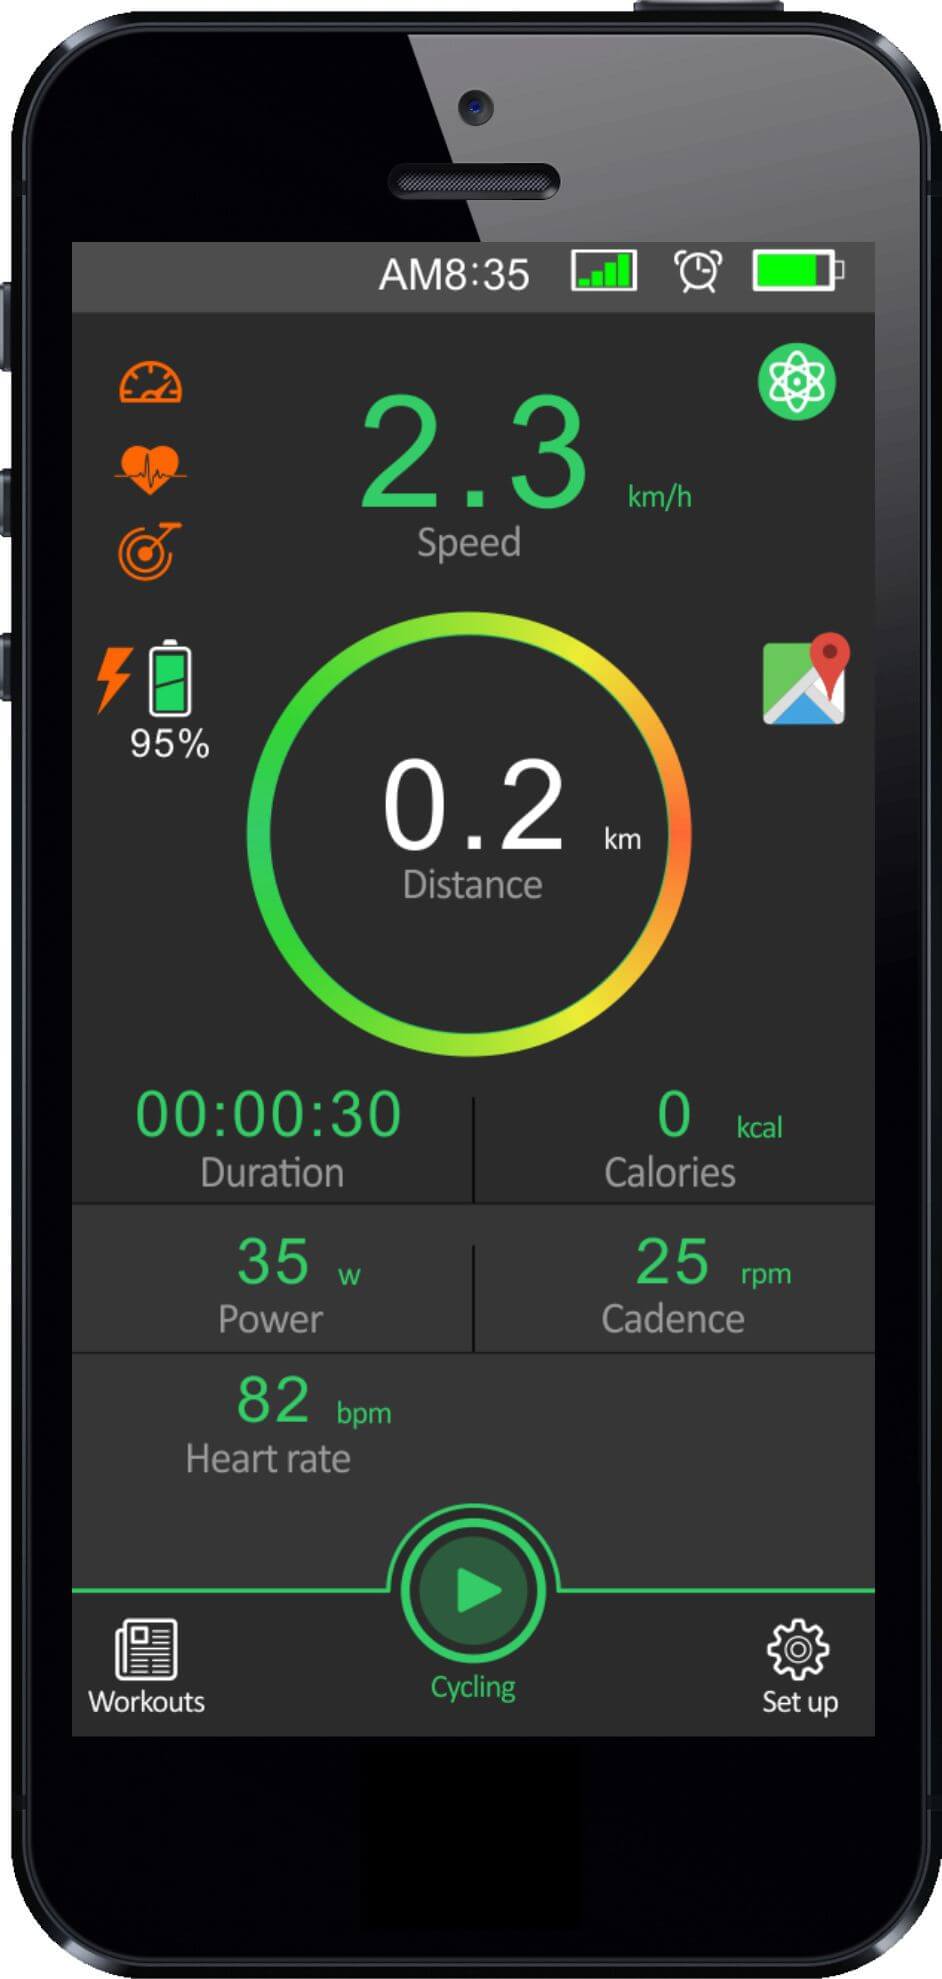 AM8:35
2.3 km/h
Speed
95%
0.2 km
Distance
00:00:30
Duration
0 kcal
Calories
35 w
Power
25 rpm
Cadence
82 bpm
Heart rate
Cycling
Workouts
Set up